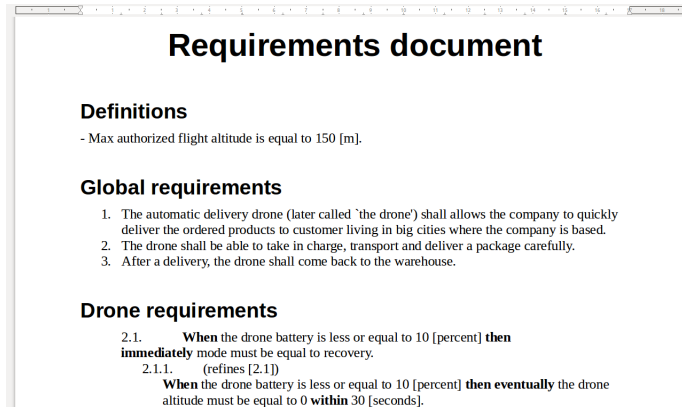 Requirements document
Definitions
- Max authorized flight altitude is equal to 150 [m].
Global requirements
1. The automatic delivery drone (later called `the drone') shall allows the company to quickly
deliver the ordered products to customer living in big cities where the company is based.
2. The drone shall be able to take in charge, transport and deliver a package carefully.
3. After a delivery, the drone shall come back to the warehouse.
Drone requirements
2.1. When the drone battery is less or equal to 10 [percent] then
immediately mode must be equal to recovery.
2.1.1. (refines [2.1])
When the drone battery is less or equal to 10 [percent] then eventually the drone
altitude must be equal to 0 within 30 [seconds].